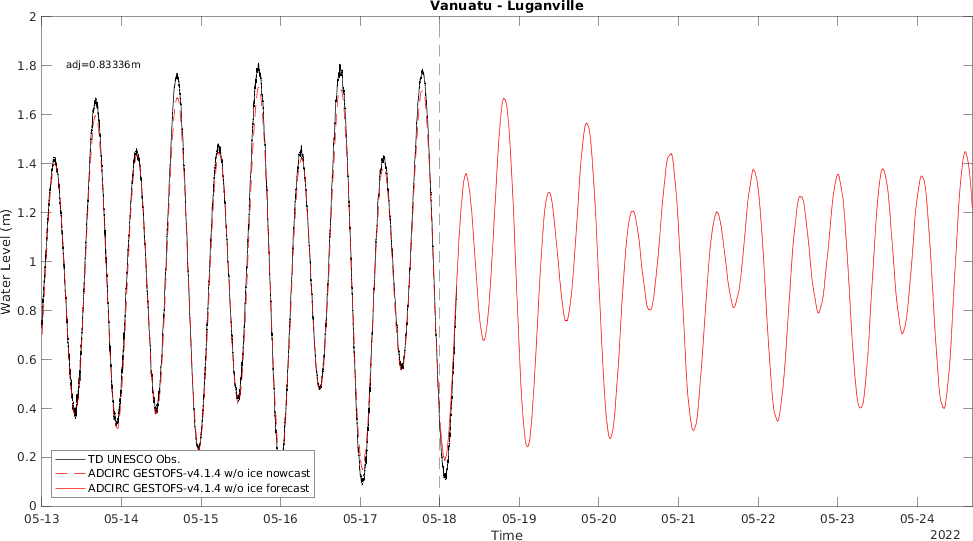 Vanuatu - Luganville
adj=0.83336m
Water Level (m)
2
1.8
1.6
1.4
1.2
1
0.8
0.6
0.4
0.2
0
TD UNESCO Obs.
ADCIRC GESTOFS-v4.1.4 w/o ice nowcast
ADCIRC GESTOFS-v4.1.4 w/o ice forecast
05-13 05-14 05-15 05-16 05-17 05-18 05-19 05-20 05-21 05-22 05-23 05-24
Time
2022